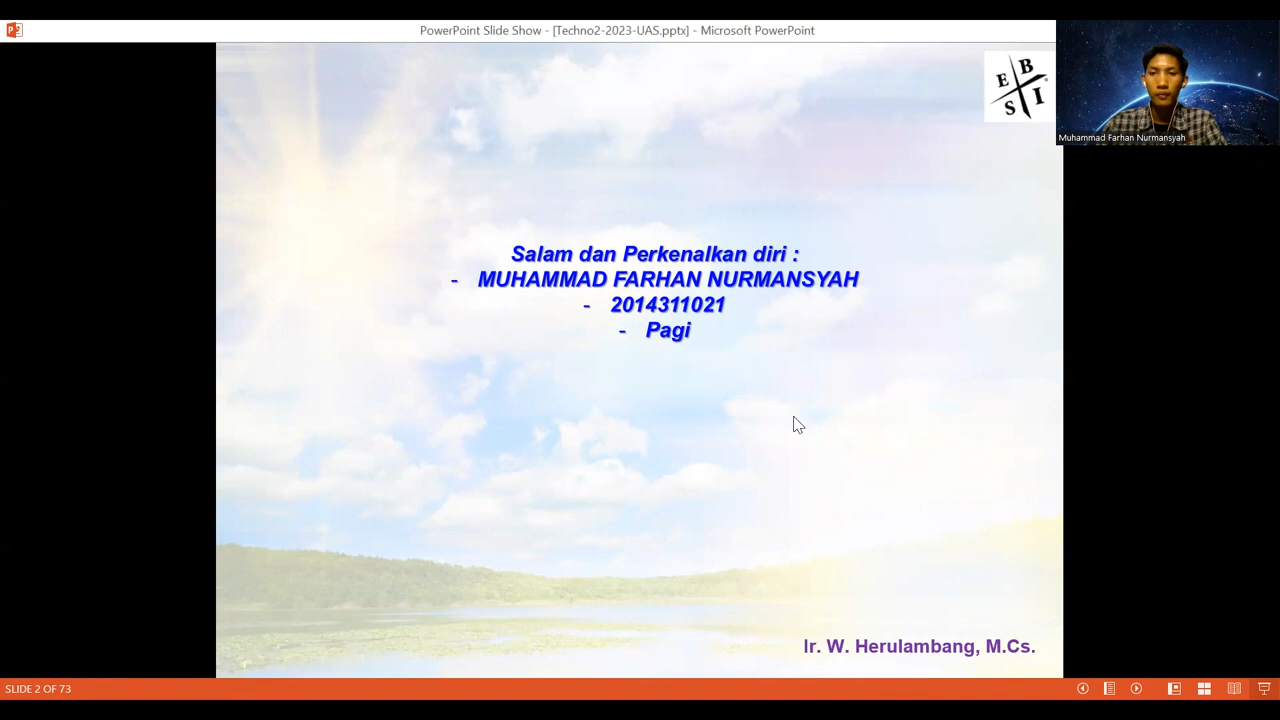 PowerPoint Slide Show - [Techno2-2023-UAS.pptx] - Microsoft PowerPoint
E B
S I
Muhammad Farhan Nurmansyah
Salam dan Perkenalkan diri :
- MUHAMMAD FARHAN NURMANSYAH
- 2014311021
- Pagi
Ir. W. Herulambang, M.Cs.
SLIDE 2 OF 73